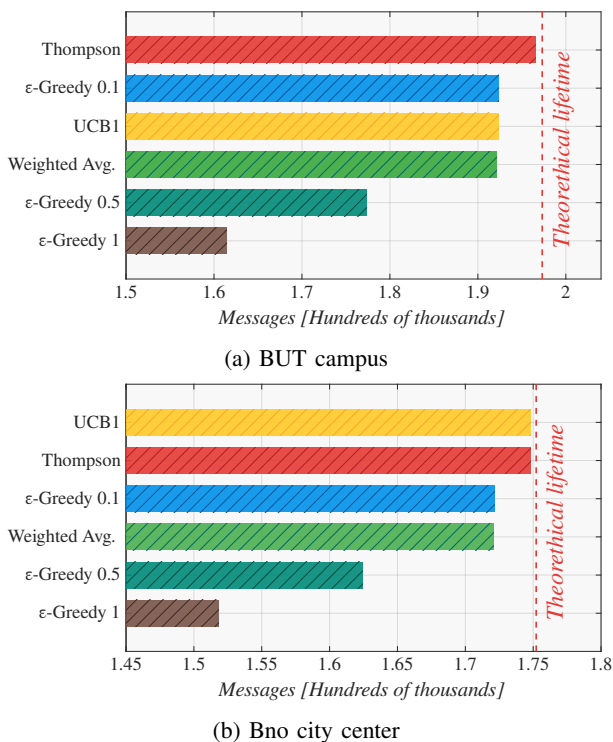 Thompson
ε-Greedy 0.1
UCB1
Weighted Avg.
ε-Greedy 0.5
ε-Greedy 1
Theorethical lifetime
1.5 1.6 1.7 1.8 1.9 2
Messages [Hundreds of thousands]
(a) BUT campus
UCB1
Thompson
ε-Greedy 0.1
Weighted Avg.
ε-Greedy 0.5
ε-Greedy 1
Theorethical lifetime
1.45 1.5 1.55 1.6 1.65 1.7 1.75 1.8
Messages [Hundreds of thousands]
(b) Bno city center